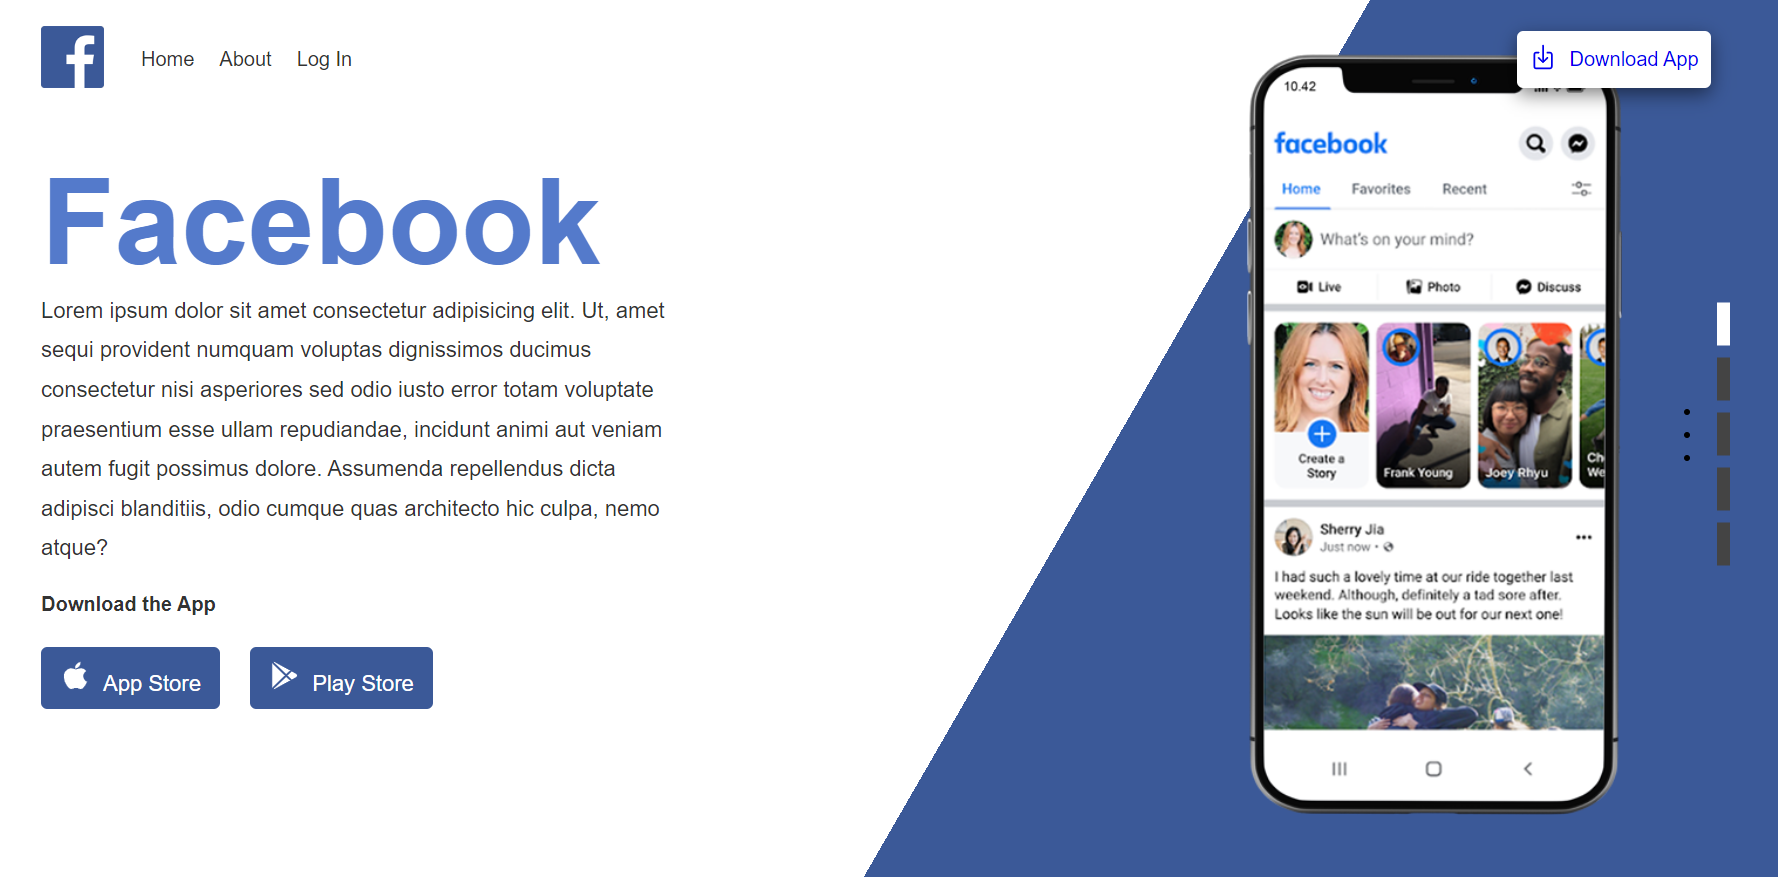 Home About Log In
Download App
Facebook
Lorem ipsum dolor sit amet consectetur adipisicing elit. Ut, amet
sequi provident numquam voluptas dignissimos ducimus
consectetur nisi asperiores sed odio iusto error totam voluptate
praesentium esse ullam repudiandae, incidunt animi aut veniam
autem fugit possimus dolore. Assumenda repellendus dicta
adipisci blanditiis, odio cumque quas architecto hic culpa, nemo
atque?
Download the App
App Store
Play Store
10.42
facebook
Home Favorites Recent
What's on your mind?
Live Photo Discuss
Create a
Story
Frank Young
Joey Rhyu
Ch
We
Sherry Jia
Just now
I had such a lovely time at our ride together last
weekend. Although, definitely a tad sore after.
Looks like the sun will be out for our next one!